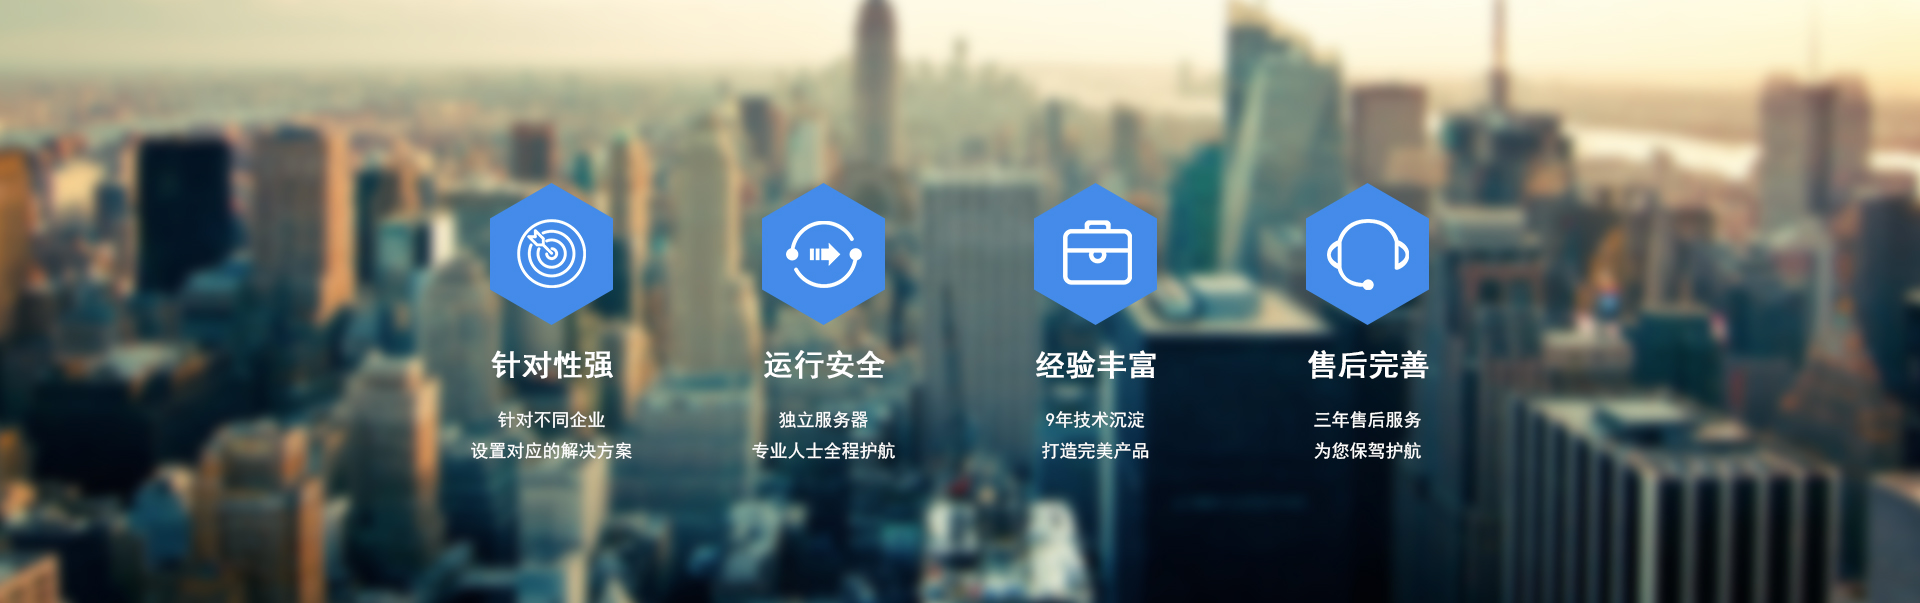 针对性强
针对不同企业
设置对应的解决方案
运行安全
独立服务器
专业人士全程护航
经验丰富
9年技术沉淀
打造完美产品
售后完善
三年售后服务
为您保驾护航